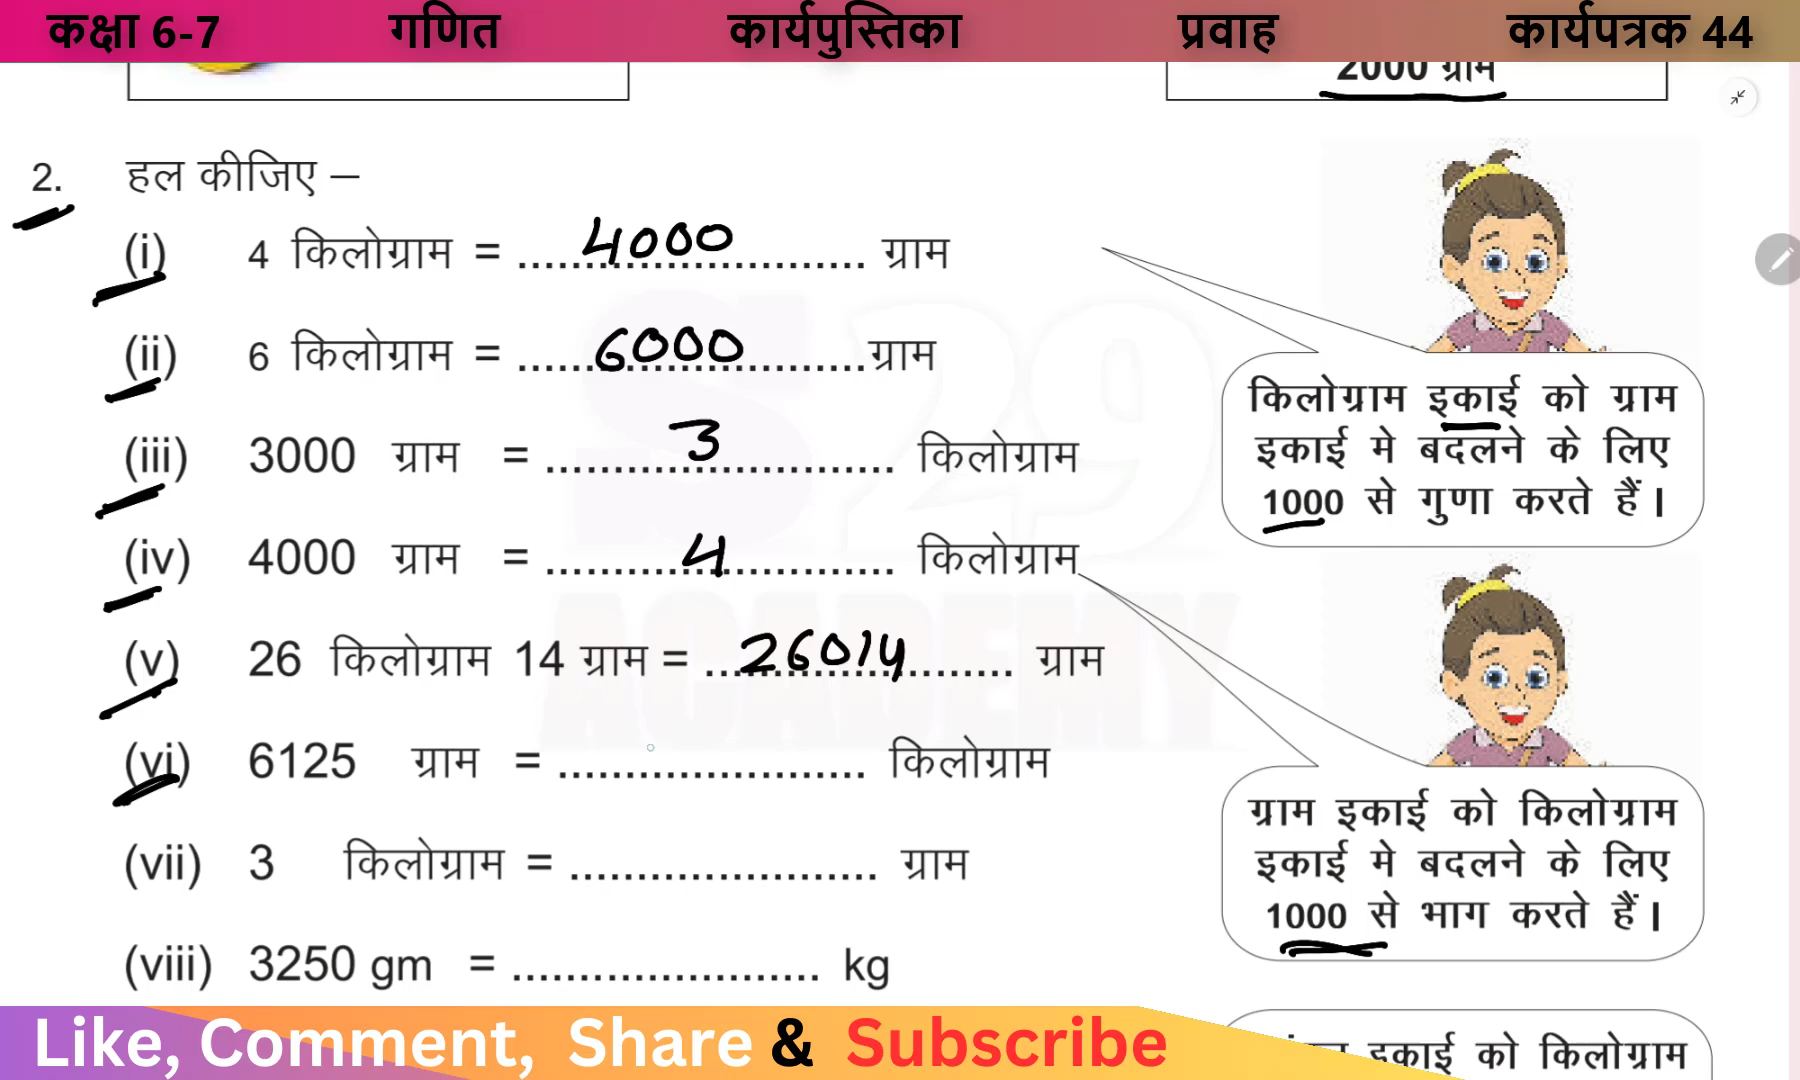 कक्षा 6-7 गणित कार्यपुस्तिका प्रवाह कार्यपत्रक 44
2000 ग्राम
2. हल कीजिए –
(i) 4 किलोग्राम = 4000 ग्राम
(ii) 6 किलोग्राम = 6000 ग्राम
(iii) 3000 ग्राम = 3 किलोग्राम
(iv) 4000 ग्राम = 4 किलोग्राम
(v) 26 किलोग्राम 14 ग्राम = 26014 ग्राम
(vi) 6125 ग्राम = ....................... किलोग्राम
(vii) 3 किलोग्राम = ....................... ग्राम
(viii) 3250 gm = ....................... kg
किलोग्राम इकाई को ग्राम
इकाई मे बदलने के लिए
1000 से गुणा करते हैं।
ग्राम इकाई को किलोग्राम
इकाई मे बदलने के लिए
1000 से भाग करते हैं।
इकाई को किलोग्राम
S29
ACADEMY
Like, Comment, Share & Subscribe